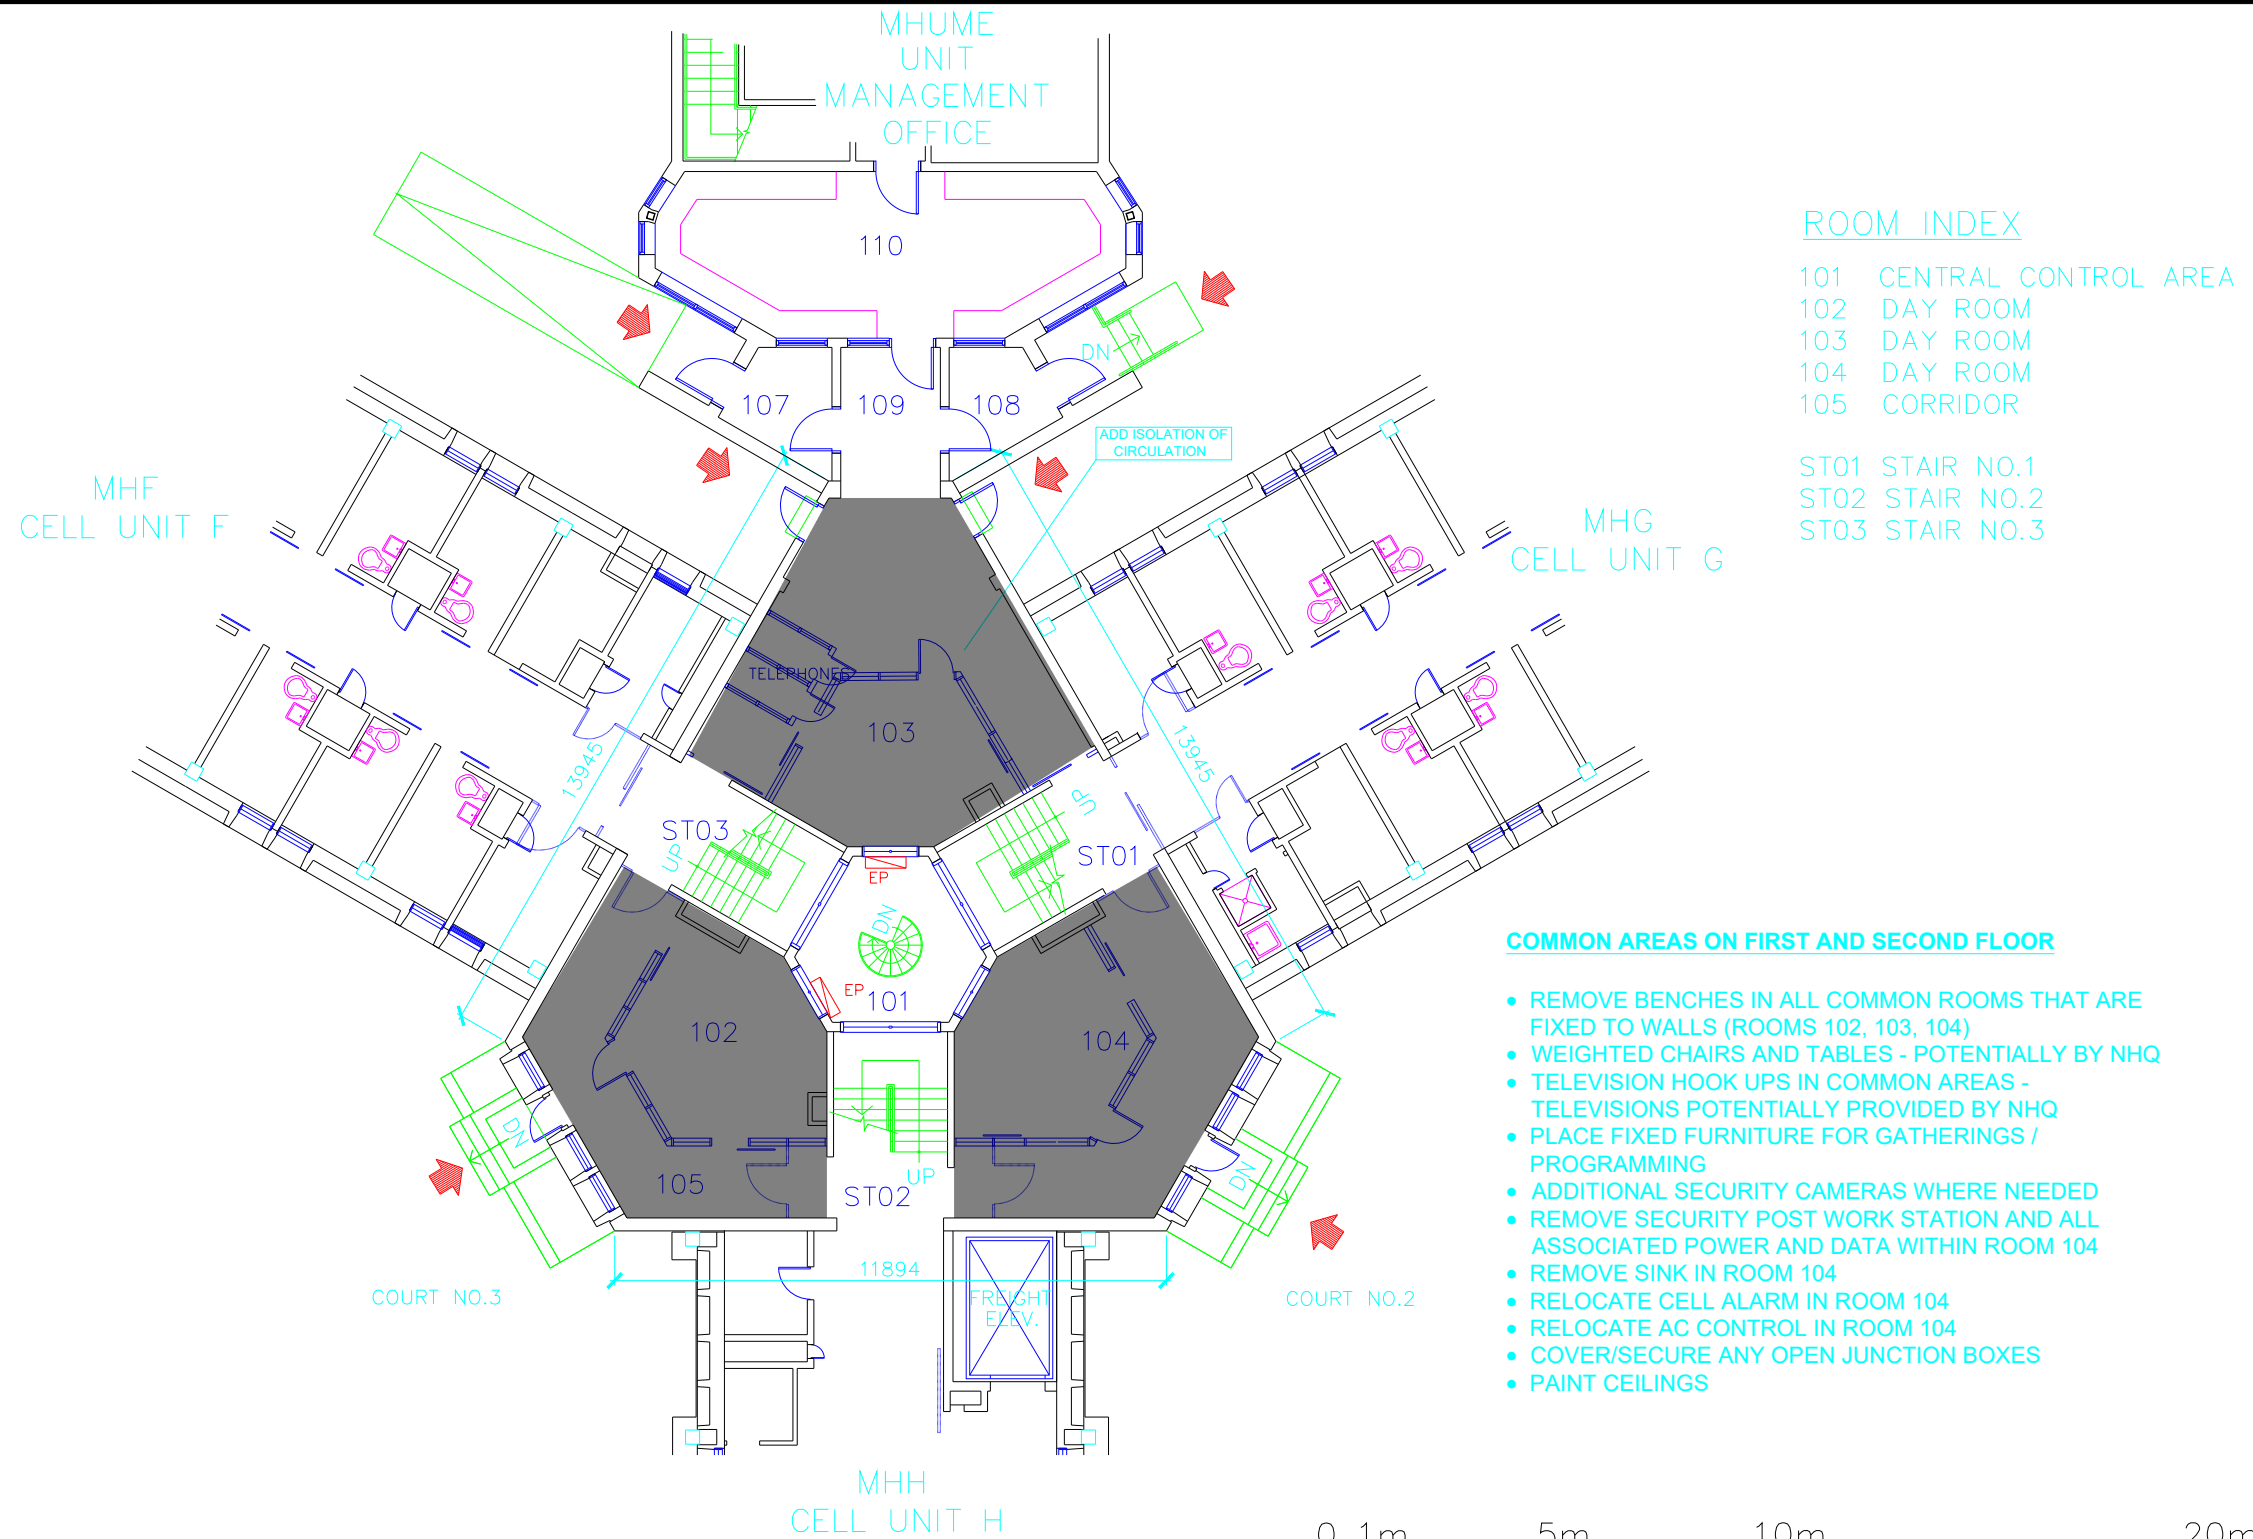 MHUME
UNIT
MANAGEMENT
OFFICE
110
107
109
108
DN
ADD ISOLATION OF
CIRCULATION
MHF
CELL UNIT F
MHG
CELL UNIT G
TELEPHONES
103
13945
13945
ST03
UP
UP
ST01
EP
DN
EP
101
102
104
DN
DN
105
UP
ST02
11894
FREIGHT
ELEV.
COURT NO.3
COURT NO.2
MHH
CELL UNIT H
ROOM INDEX
101 CENTRAL CONTROL AREA
102 DAY ROOM
103 DAY ROOM
104 DAY ROOM
105 CORRIDOR
ST01 STAIR NO.1
ST02 STAIR NO.2
ST03 STAIR NO.3
COMMON AREAS ON FIRST AND SECOND FLOOR
• REMOVE BENCHES IN ALL COMMON ROOMS THAT ARE
FIXED TO WALLS (ROOMS 102, 103, 104)
• WEIGHTED CHAIRS AND TABLES - POTENTIALLY BY NHQ
• TELEVISION HOOK UPS IN COMMON AREAS -
TELEVISIONS POTENTIALLY PROVIDED BY NHQ
• PLACE FIXED FURNITURE FOR GATHERINGS /
PROGRAMMING
• ADDITIONAL SECURITY CAMERAS WHERE NEEDED
• REMOVE SECURITY POST WORK STATION AND ALL
ASSOCIATED POWER AND DATA WITHIN ROOM 104
• REMOVE SINK IN ROOM 104
• RELOCATE CELL ALARM IN ROOM 104
• RELOCATE AC CONTROL IN ROOM 104
• COVER/SECURE ANY OPEN JUNCTION BOXES
• PAINT CEILINGS
0 1m 5m 10m 20m